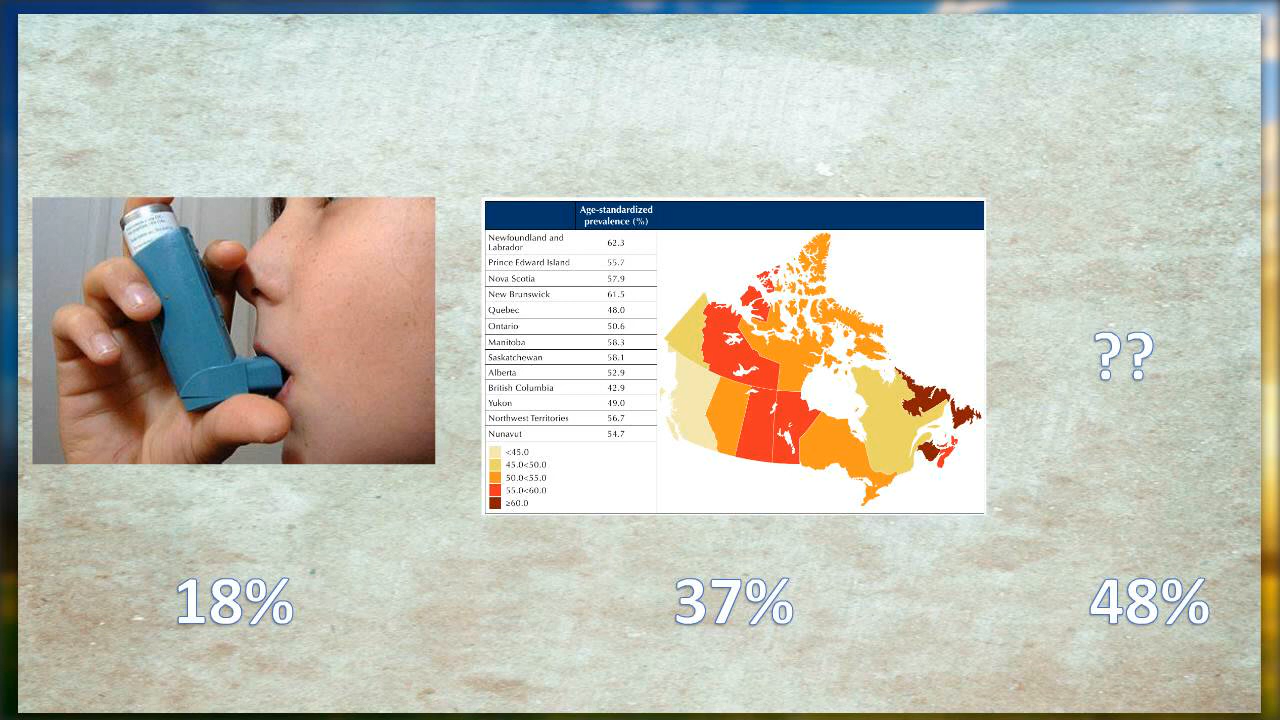 Age-standardized
prevalence (%)
Newfoundland and
Labrador 62.3
Prince Edward Island 55.7
Nova Scotia 57.9
New Brunswick 61.5
Quebec 48.0
Ontario 50.6
Manitoba 58.3
Saskatchewan 58.1
Alberta 52.9
British Columbia 42.9
Yukon 49.0
Northwest Territories 56.7
Nunavut 54.7
<45.0
45.0<50.0
50.0<55.0
55.0<60.0
≥60.0
??
18% 37% 48%